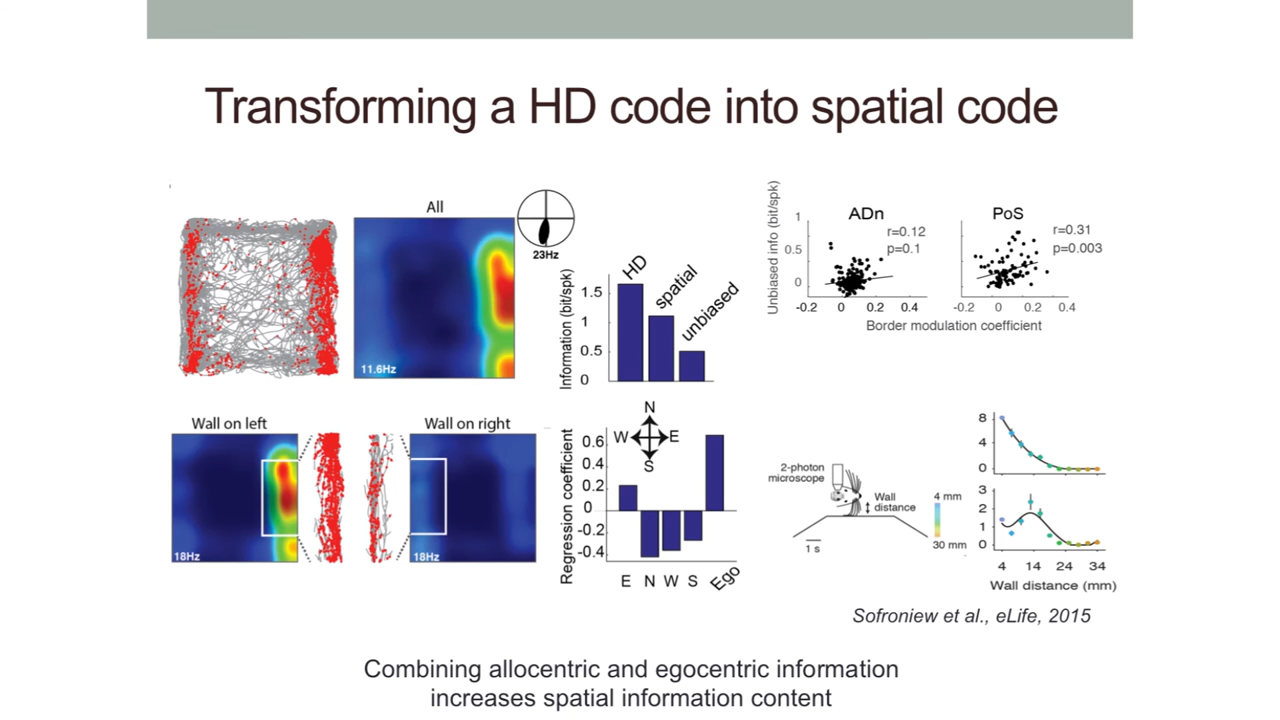 Transforming a HD code into spatial code
All
23Hz
11.6Hz
Information (bit/spk)
1.5
1
0.5
0
HD
spatial
unbiased
Unbiased info (bit/spk)
1
0.5
0
ADn
r=0.12
p=0.1
-0.2 0 0.2 0.4
PoS
r=0.31
p=0.003
-0.2 0 0.2 0.4
Border modulation coefficient
Wall on left
18Hz
Wall on right
18Hz
Regression coefficient
0.6
0.4
0.2
0
-0.2
-0.4
N
W E
S
E N W S Ego
2-photon
microscope
Wall
distance
1 s
4 mm
30 mm
8
4
0
3
2
1
0
4 14 24 34
Wall distance (mm)
Sofroniew et al., eLife, 2015
Combining allocentric and egocentric information
increases spatial information content